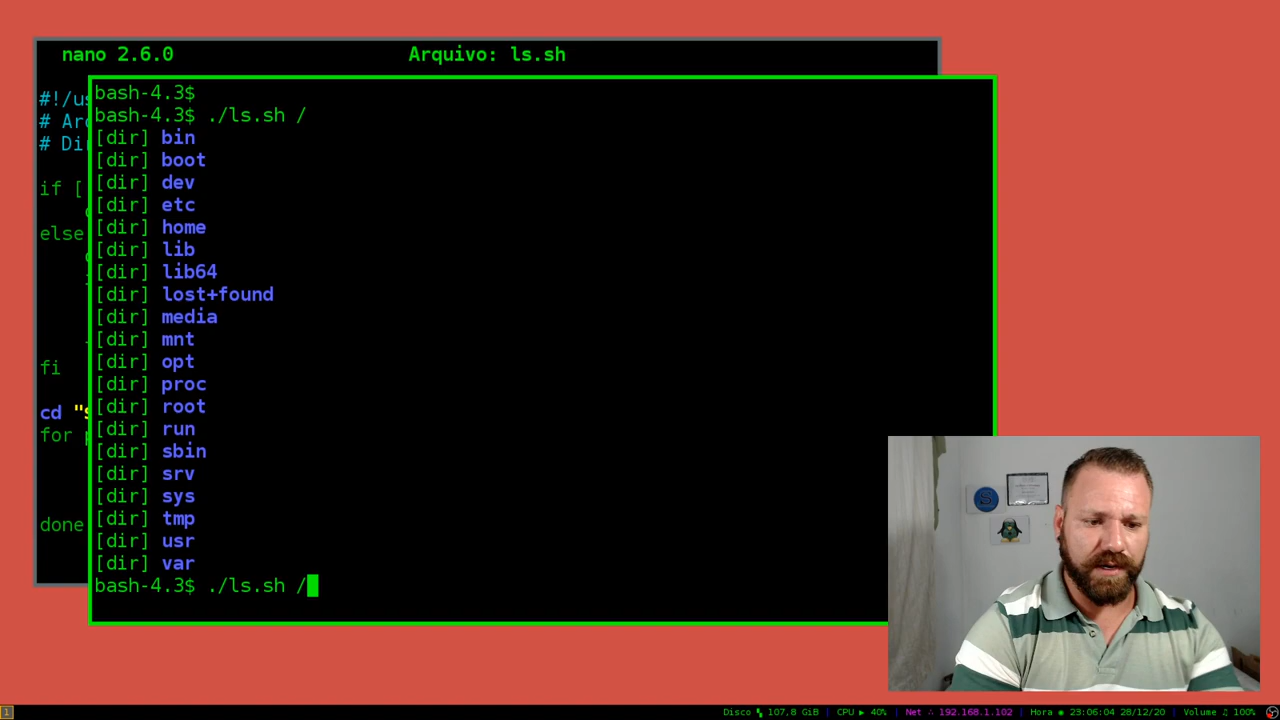 nano 2.6.0 Arquivo: ls.sh
#!/us
# Ar
# Di
if [
else
fi
cd "$
for p
done
bash-4.3$
bash-4.3$ ./ls.sh /
[dir] bin
[dir] boot
[dir] dev
[dir] etc
[dir] home
[dir] lib
[dir] lib64
[dir] lost+found
[dir] media
[dir] mnt
[dir] opt
[dir] proc
[dir] root
[dir] run
[dir] sbin
[dir] srv
[dir] sys
[dir] tmp
[dir] usr
[dir] var
bash-4.3$ ./ls.sh /
1
Disco 107,8 GiB | CPU ▶ 40% | Net 192.168.1.102 | Hora 23:06:04 28/12/20 | Volume ♫ 100%